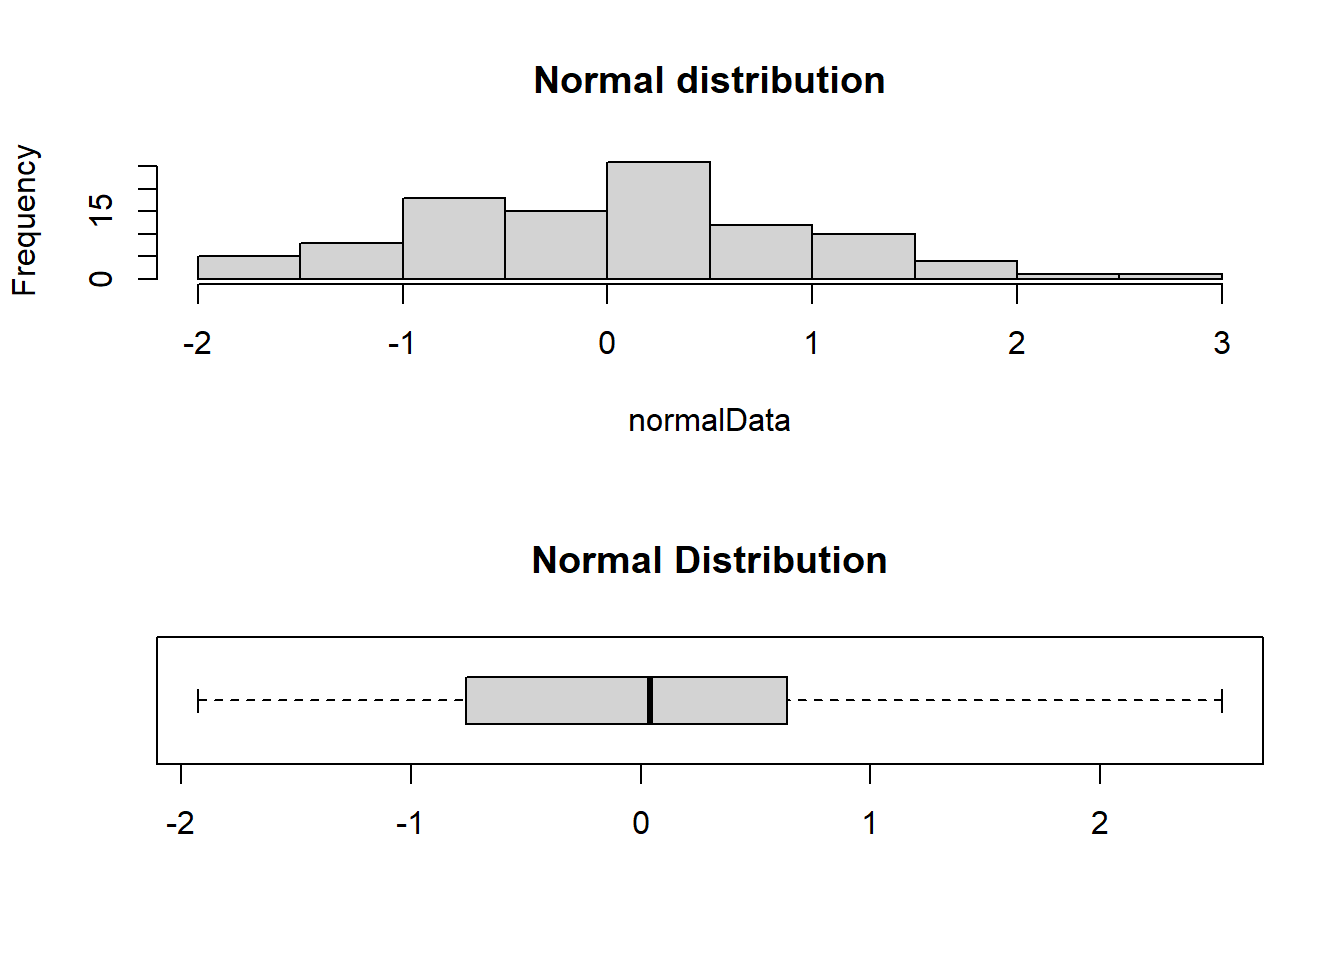 Normal distribution
Frequency
15
0
-2 -1 0 1 2 3
normalData
Normal Distribution
-2 -1 0 1 2